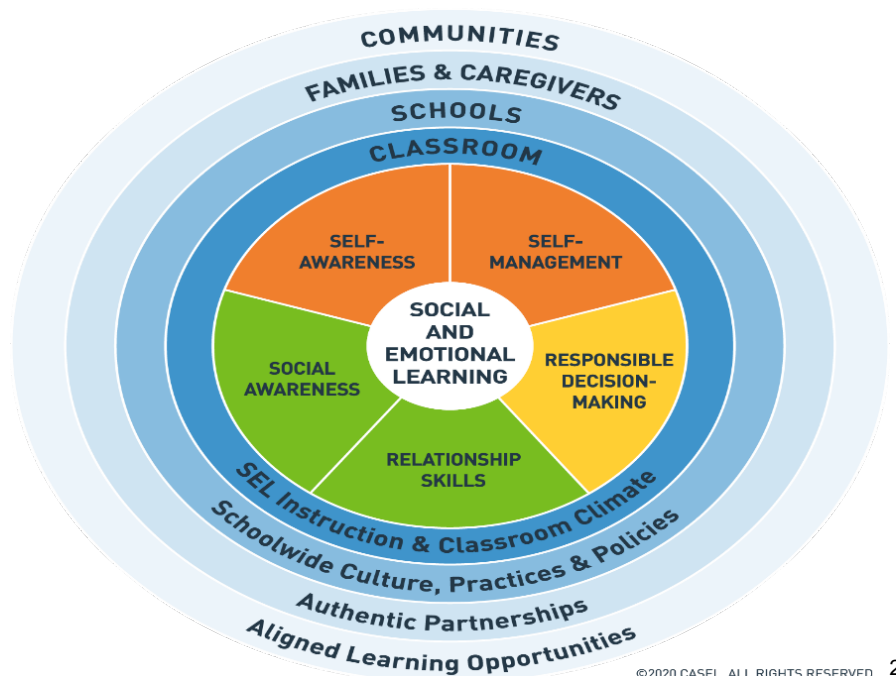 COMMUNITIES
FAMILIES & CAREGIVERS
SCHOOLS
CLASSROOM
SELF-
AWARENESS
SELF-
MANAGEMENT
SOCIAL
AND
EMOTIONAL
LEARNING
SOCIAL
AWARENESS
RESPONSIBLE
DECISION-
MAKING
RELATIONSHIP
SKILLS
SEL Instruction & Classroom Climate
Schoolwide Culture, Practices & Policies
Authentic Partnerships
Aligned Learning Opportunities
©2020 CASEL. ALL RIGHTS RESERVED.
2